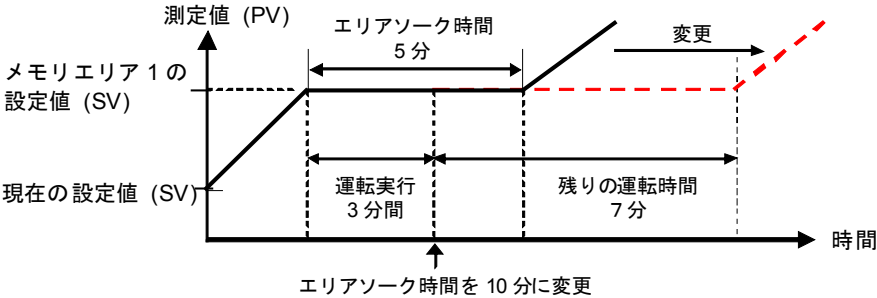 測定値 (PV)
エリアソーク時間
5 分
変更
メモリエリア 1 の
設定値 (SV)
現在の設定値 (SV)
運転実行
3 分間
残りの運転時間
7 分
時間
エリアソーク時間を 10 分に変更